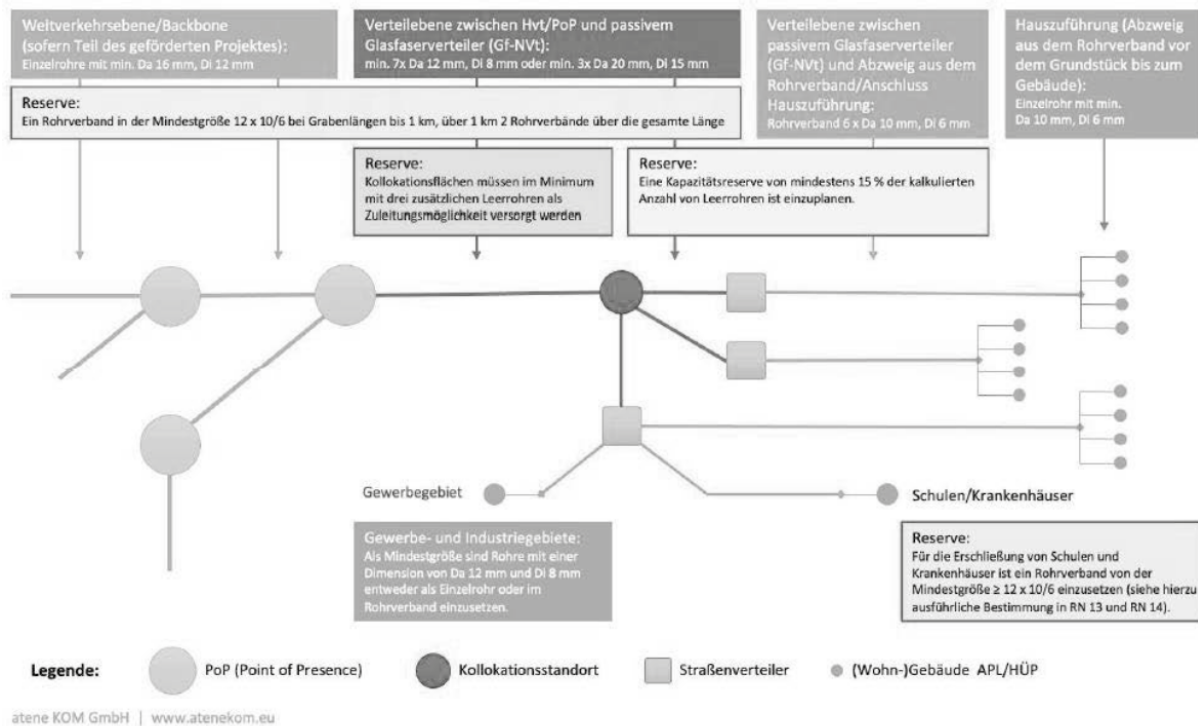 Weltverkehrsebene/Backbone
(sofern Teil des geförderten Projektes):
Einzelrohre mit min. Da 16 mm, Di 12 mm
Verteilebene zwischen Hvt/PoP und passivem
Glasfaserverteiler (Gf-NVt):
min. 7x Da 12 mm, Di 8 mm oder min. 3x Da 20 mm, Di 15 mm
Verteilebene zwischen
passivem Glasfaserverteiler
(Gf-NVt) und Abzweig aus dem
Rohrverband/Anschluss
Hauszuführung:
Rohrverband 6 x Da 10 mm, Di 6 mm
Hauszuführung (Abzweig
aus dem Rohrverband vor
dem Grundstück bis zum
Gebäude):
Einzelrohr mit min.
Da 10 mm, Di 6 mm
Reserve:
Ein Rohrverband in der Mindestgröße 12 x 10/6 bei Grabenlängen bis 1 km, über 1 km 2 Rohrverbände über die gesamte Länge
Reserve:
Kollokationsflächen müssen im Minimum
mit drei zusätzlichen Leerrohren als
Zuleitungsmöglichkeit versorgt werden
Reserve:
Eine Kapazitätsreserve von mindestens 15 % der kalkulierten
Anzahl von Leerrohren ist einzuplanen.
Gewerbegebiet
Schulen/Krankenhäuser
Gewerbe- und Industriegebiete:
Als Mindestgröße sind Rohre mit einer
Dimension von Da 12 mm und Di 8 mm
entweder als Einzelrohr oder im
Rohrverband einzusetzen.
Reserve:
Für die Erschließung von Schulen und
Krankenhäuser ist ein Rohrverband von der
Mindestgröße ≥ 12 x 10/6 einzusetzen (siehe hierzu
ausführliche Bestimmung in RN 13 und RN 14).
Legende:
PoP (Point of Presence)
Kollokationsstandort
Straßenverteiler
(Wohn-)Gebäude APL/HÜP
atene KOM GmbH | www.atenekom.eu